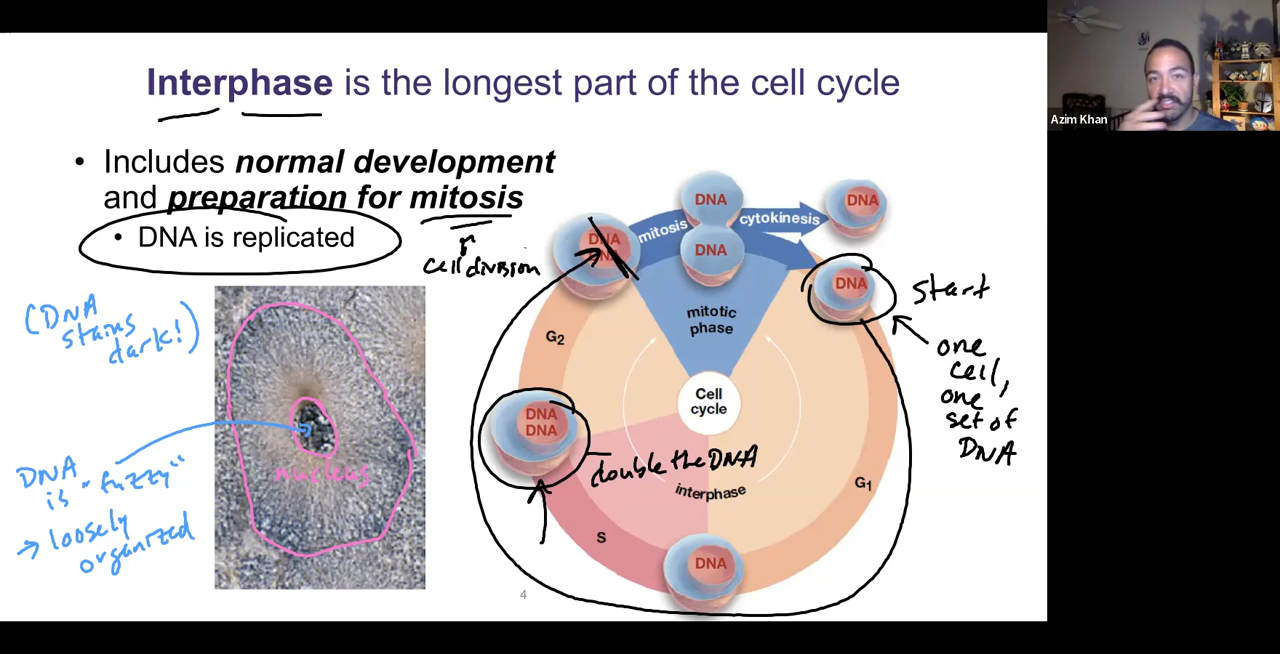 Interphase is the longest part of the cell cycle
Azim Khan
• Includes normal development
and preparation for mitosis
• DNA is replicated
cell division
(DNA
stains
dark!)
DNA
is "fuzzy"
→ loosely
organized
nucleus
DNA
DNA
mitosis
DNA
DNA
cytokinesis
DNA
DNA
start
one
cell,
one
set of
DNA
mitotic
phase
G2
Cell
cycle
DNA
DNA
double the DNA
interphase
G1
S
DNA
4